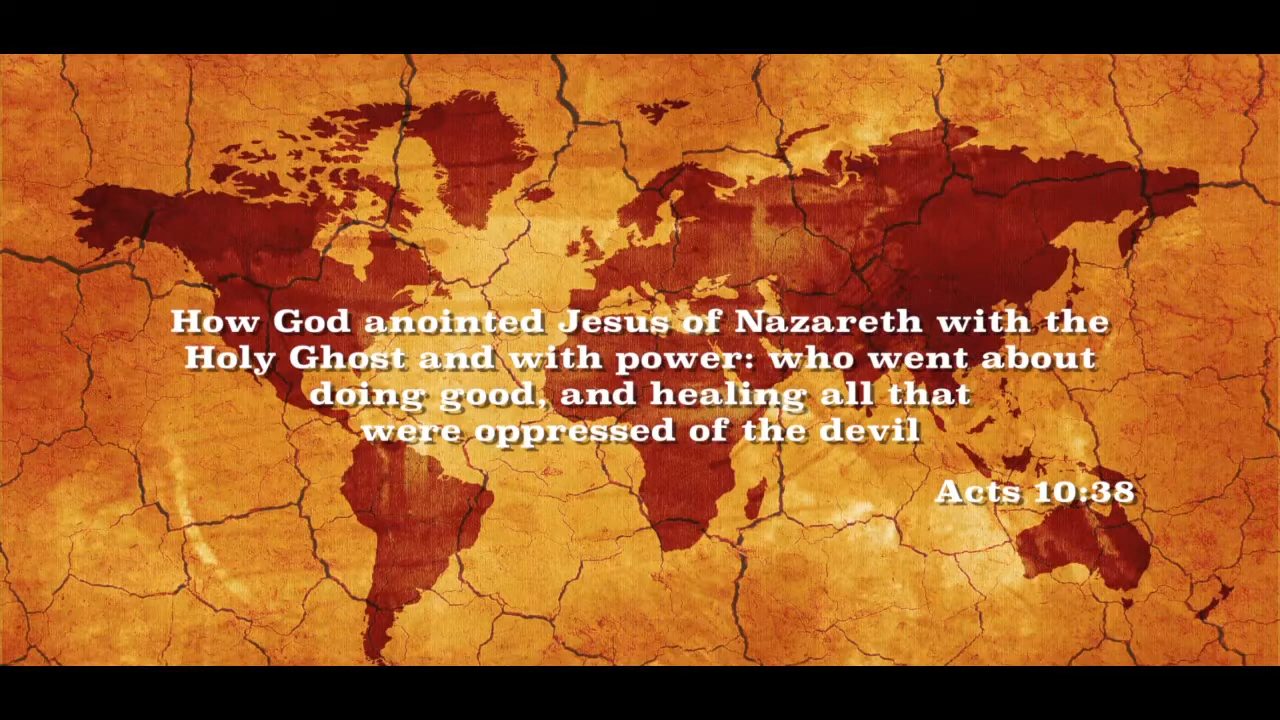 How God anointed Jesus of Nazareth with the
Holy Ghost and with power: who went about
doing good, and healing all that
were oppressed of the devil
Acts 10:38